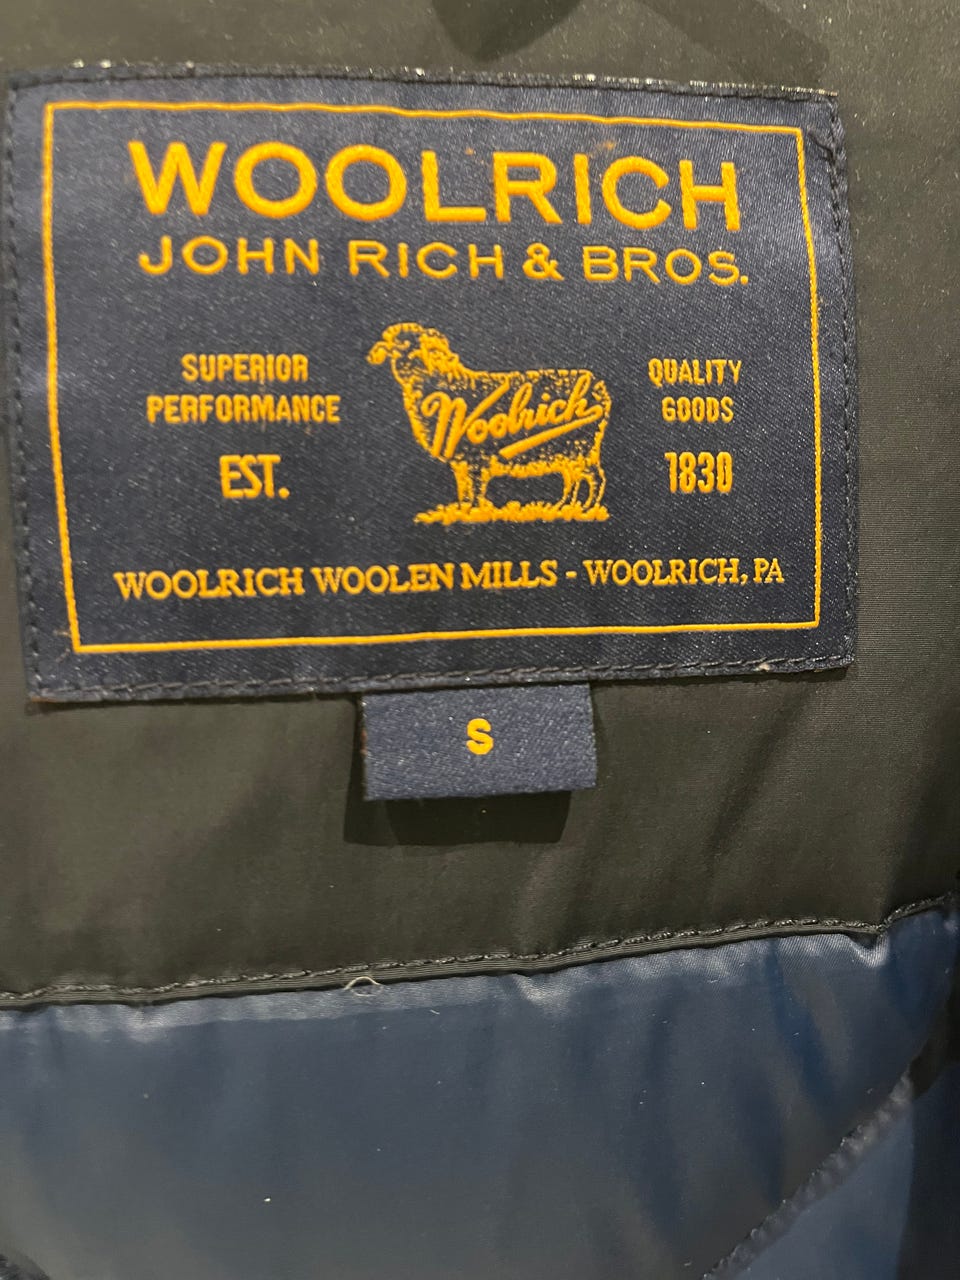 WOOLRICH
JOHN RICH & BROS.
SUPERIOR
PERFORMANCE
EST.
Woolrich
QUALITY
GOODS
1830
WOOLRICH WOOLEN MILLS - WOOLRICH, PA
S